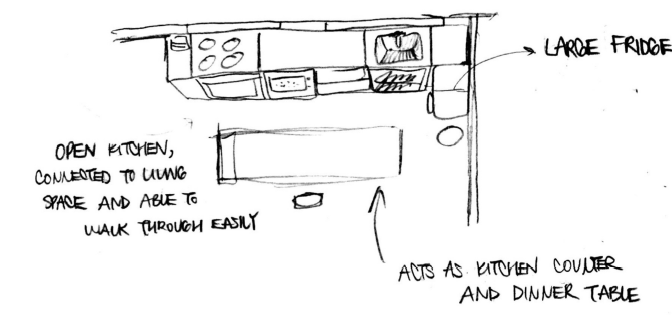 LARGE FRIDGE
OPEN KITCHEN,
CONNECTED TO LIVING
SPACE AND ABLE TO
WALK THROUGH EASILY
ACTS AS KITCHEN COUNTER
AND DINNER TABLE